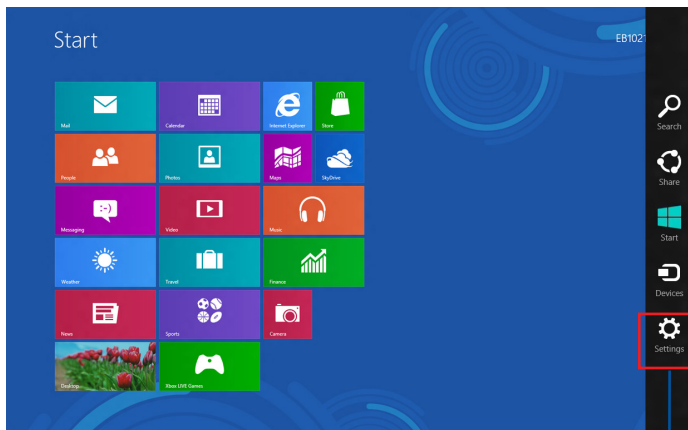 Start
EB1021
Mail
Calendar
Internet Explorer
Store
People
Photos
Maps
SkyDrive
Messaging
:-)
Video
Music
Weather
Travel
Finance
News
Sports
Camera
Desktop
Xbox LIVE Games
Search
Share
Start
Devices
Settings